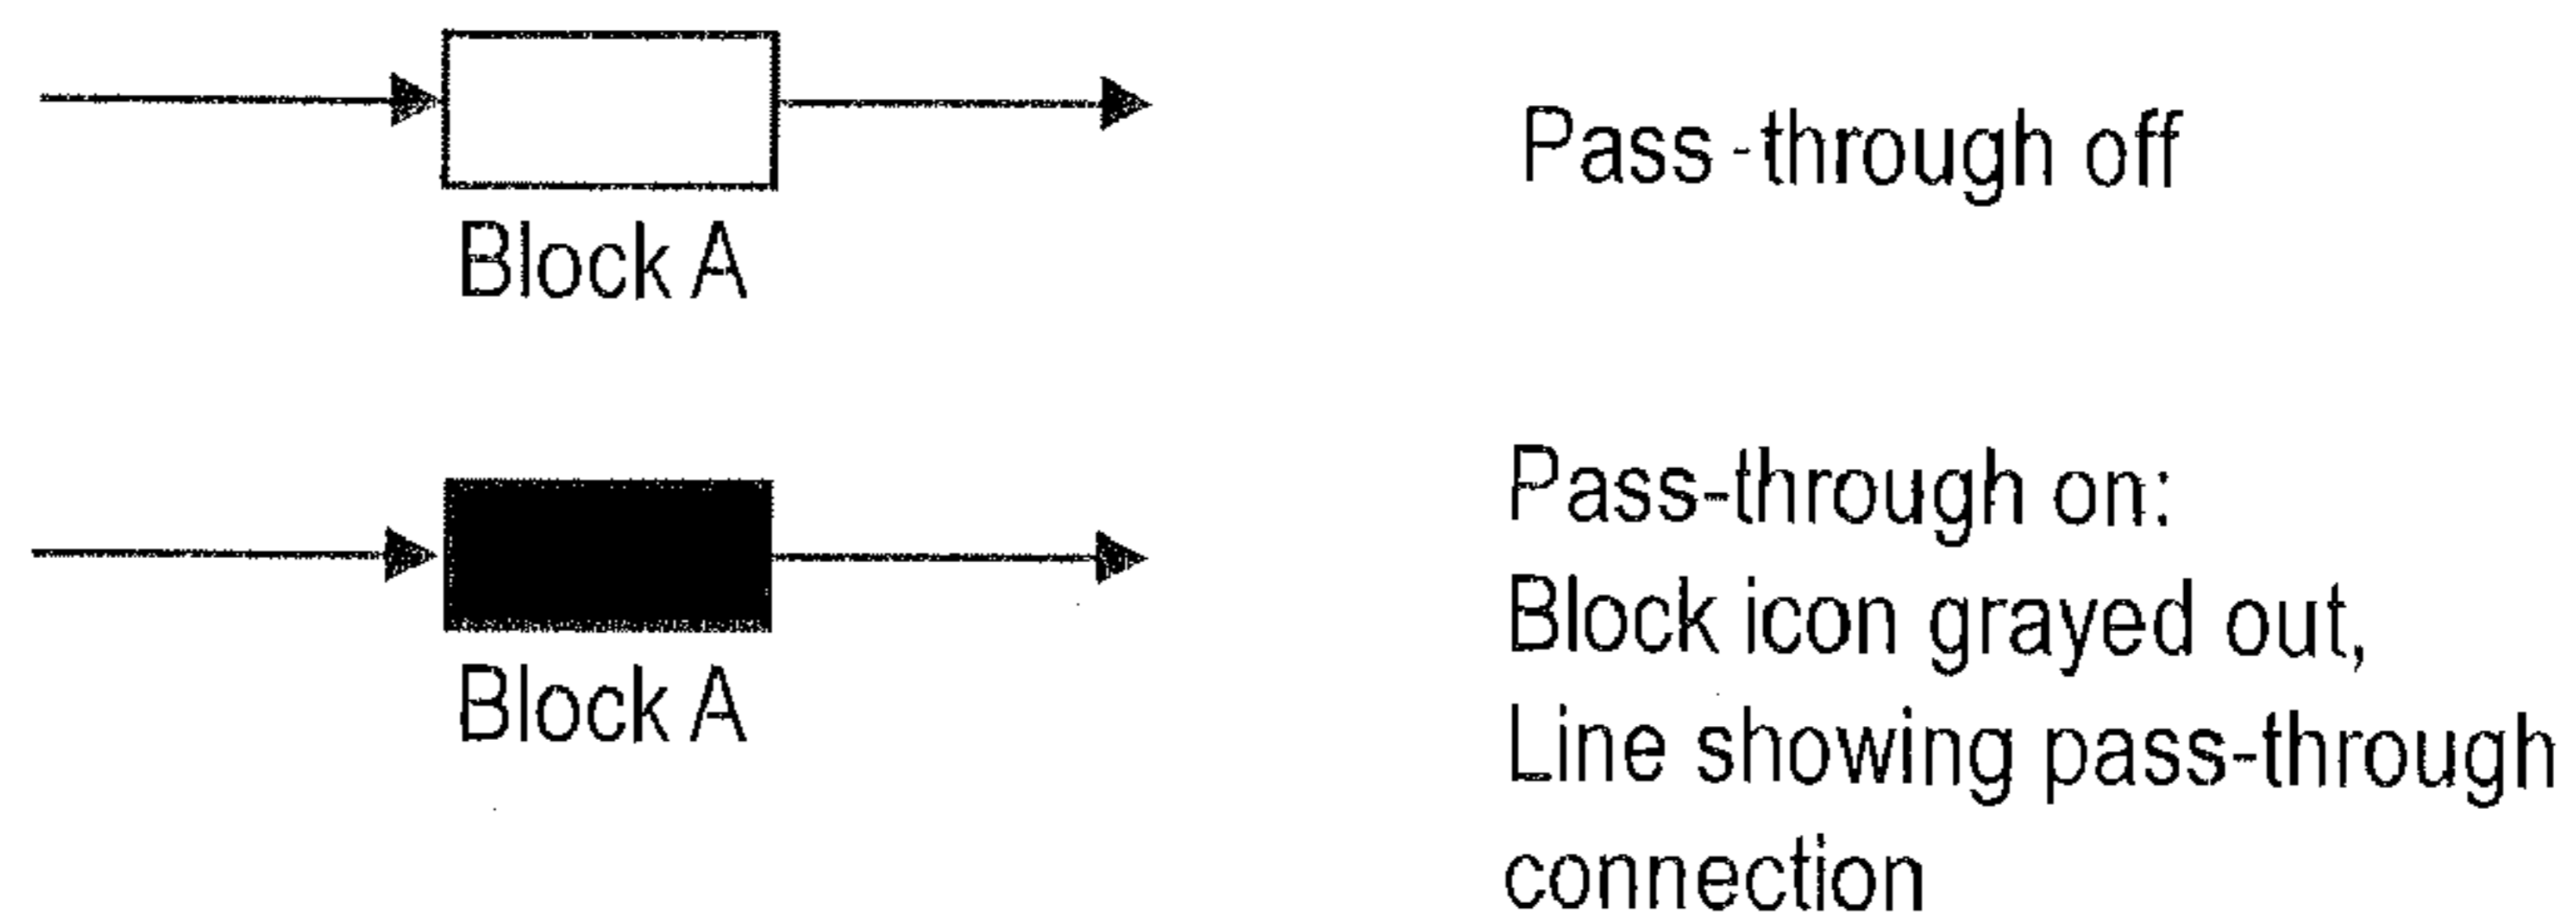 Pass-through off
Block A
Pass-through on:
Block icon grayed out,
Line showing pass-through
connection
Block A